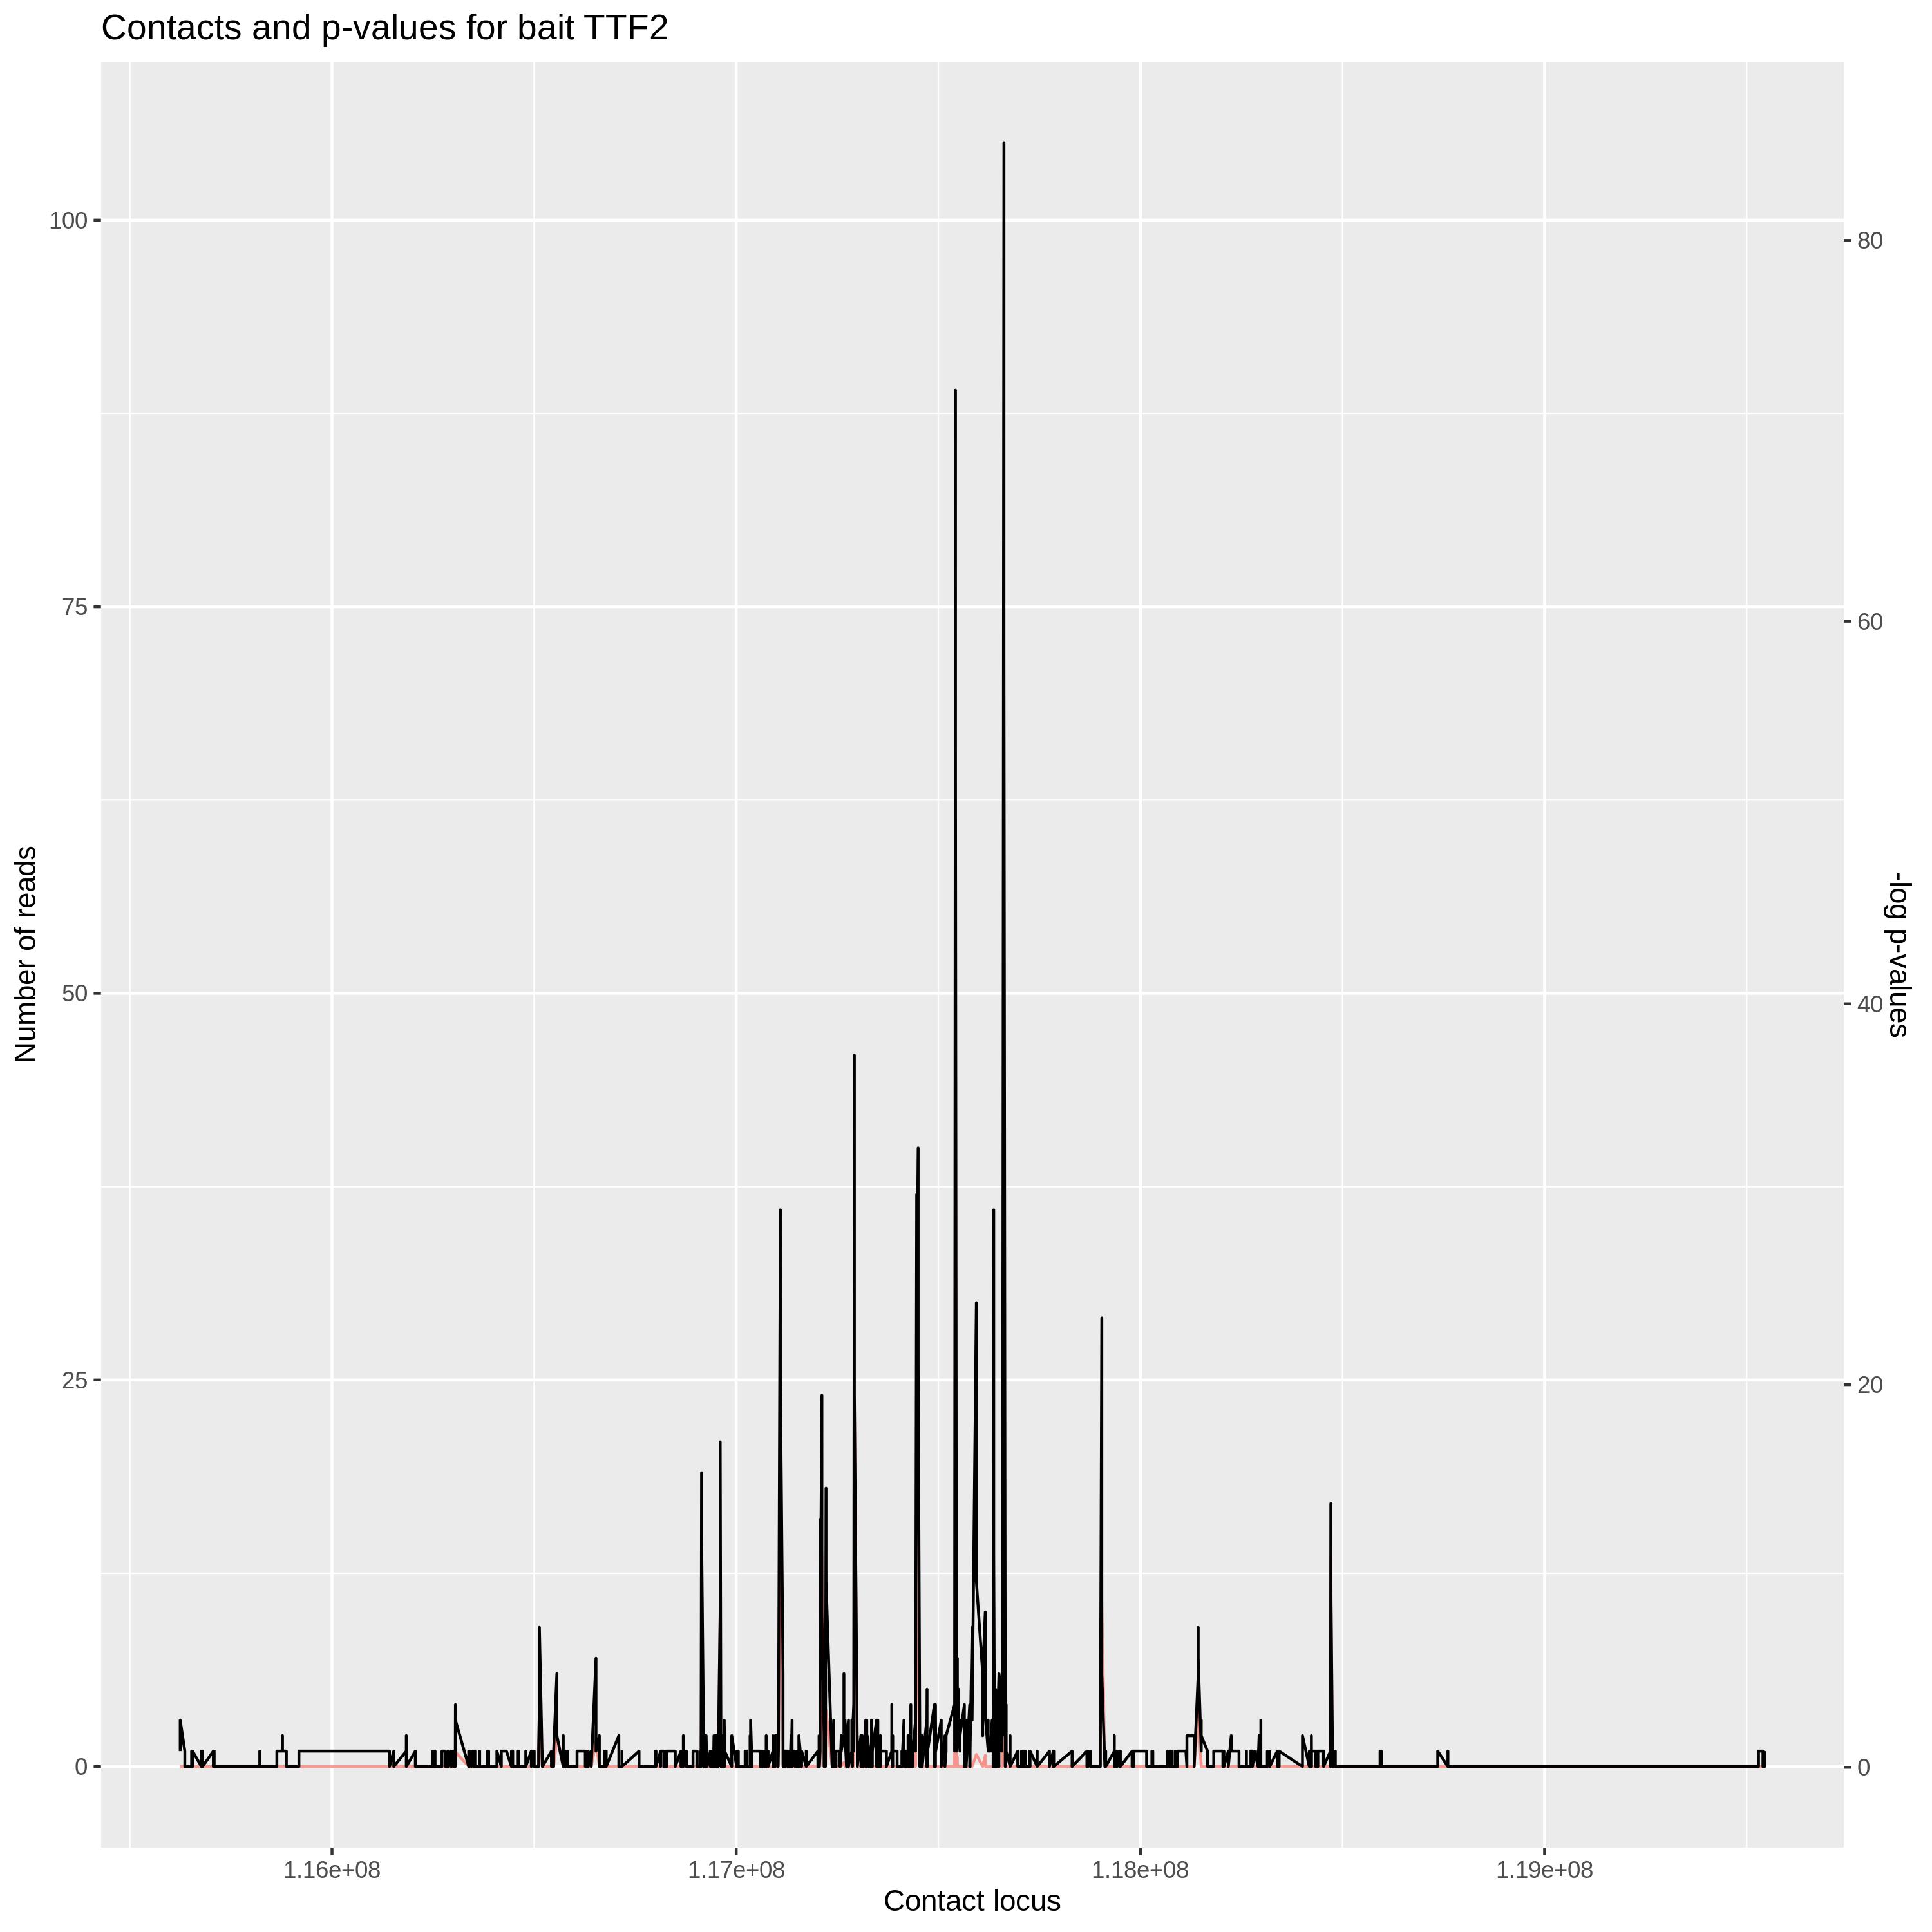 Contacts and p-values for bait TTF2
100
75
50
25
0
80
60
40
20
0
Number of reads
-log p-values
1.16e+08
1.17e+08
1.18e+08
1.19e+08
Contact locus